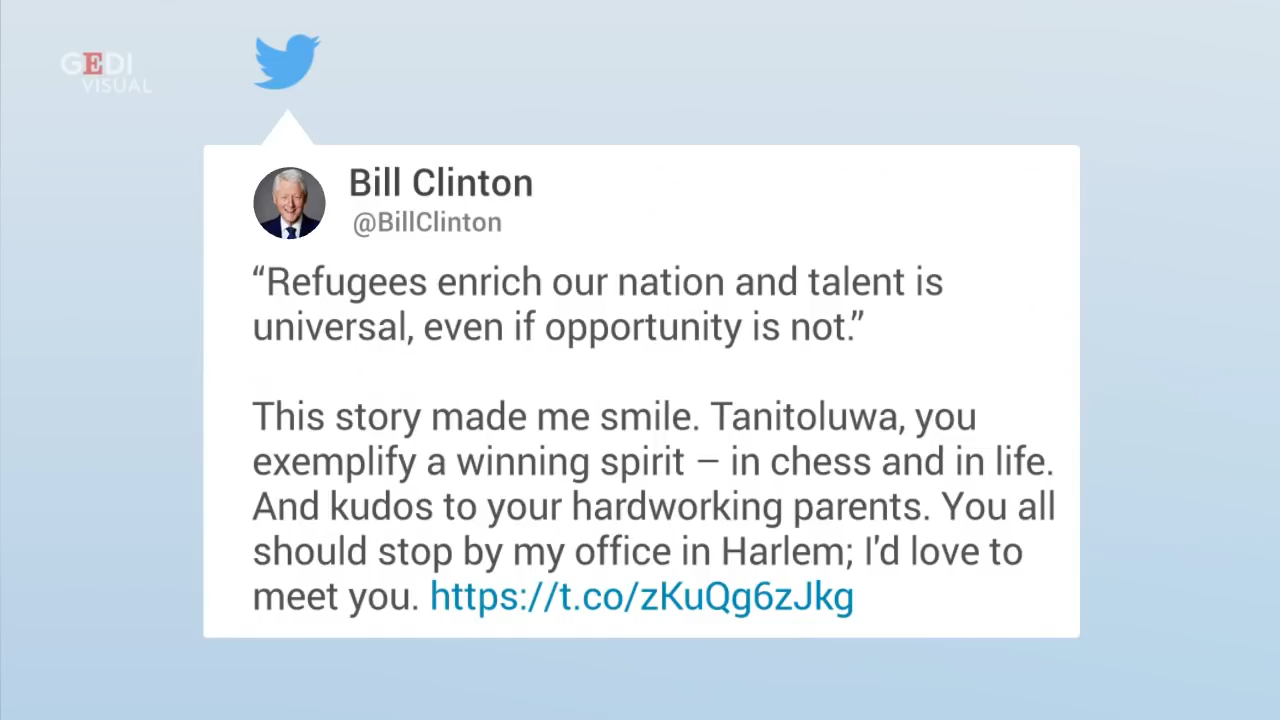 GEDI
VISUAL
Bill Clinton
@BillClinton
“Refugees enrich our nation and talent is
universal, even if opportunity is not.”
This story made me smile. Tanitoluwa, you
exemplify a winning spirit – in chess and in life.
And kudos to your hardworking parents. You all
should stop by my office in Harlem; I'd love to
meet you. https://t.co/zKuQg6zJkg